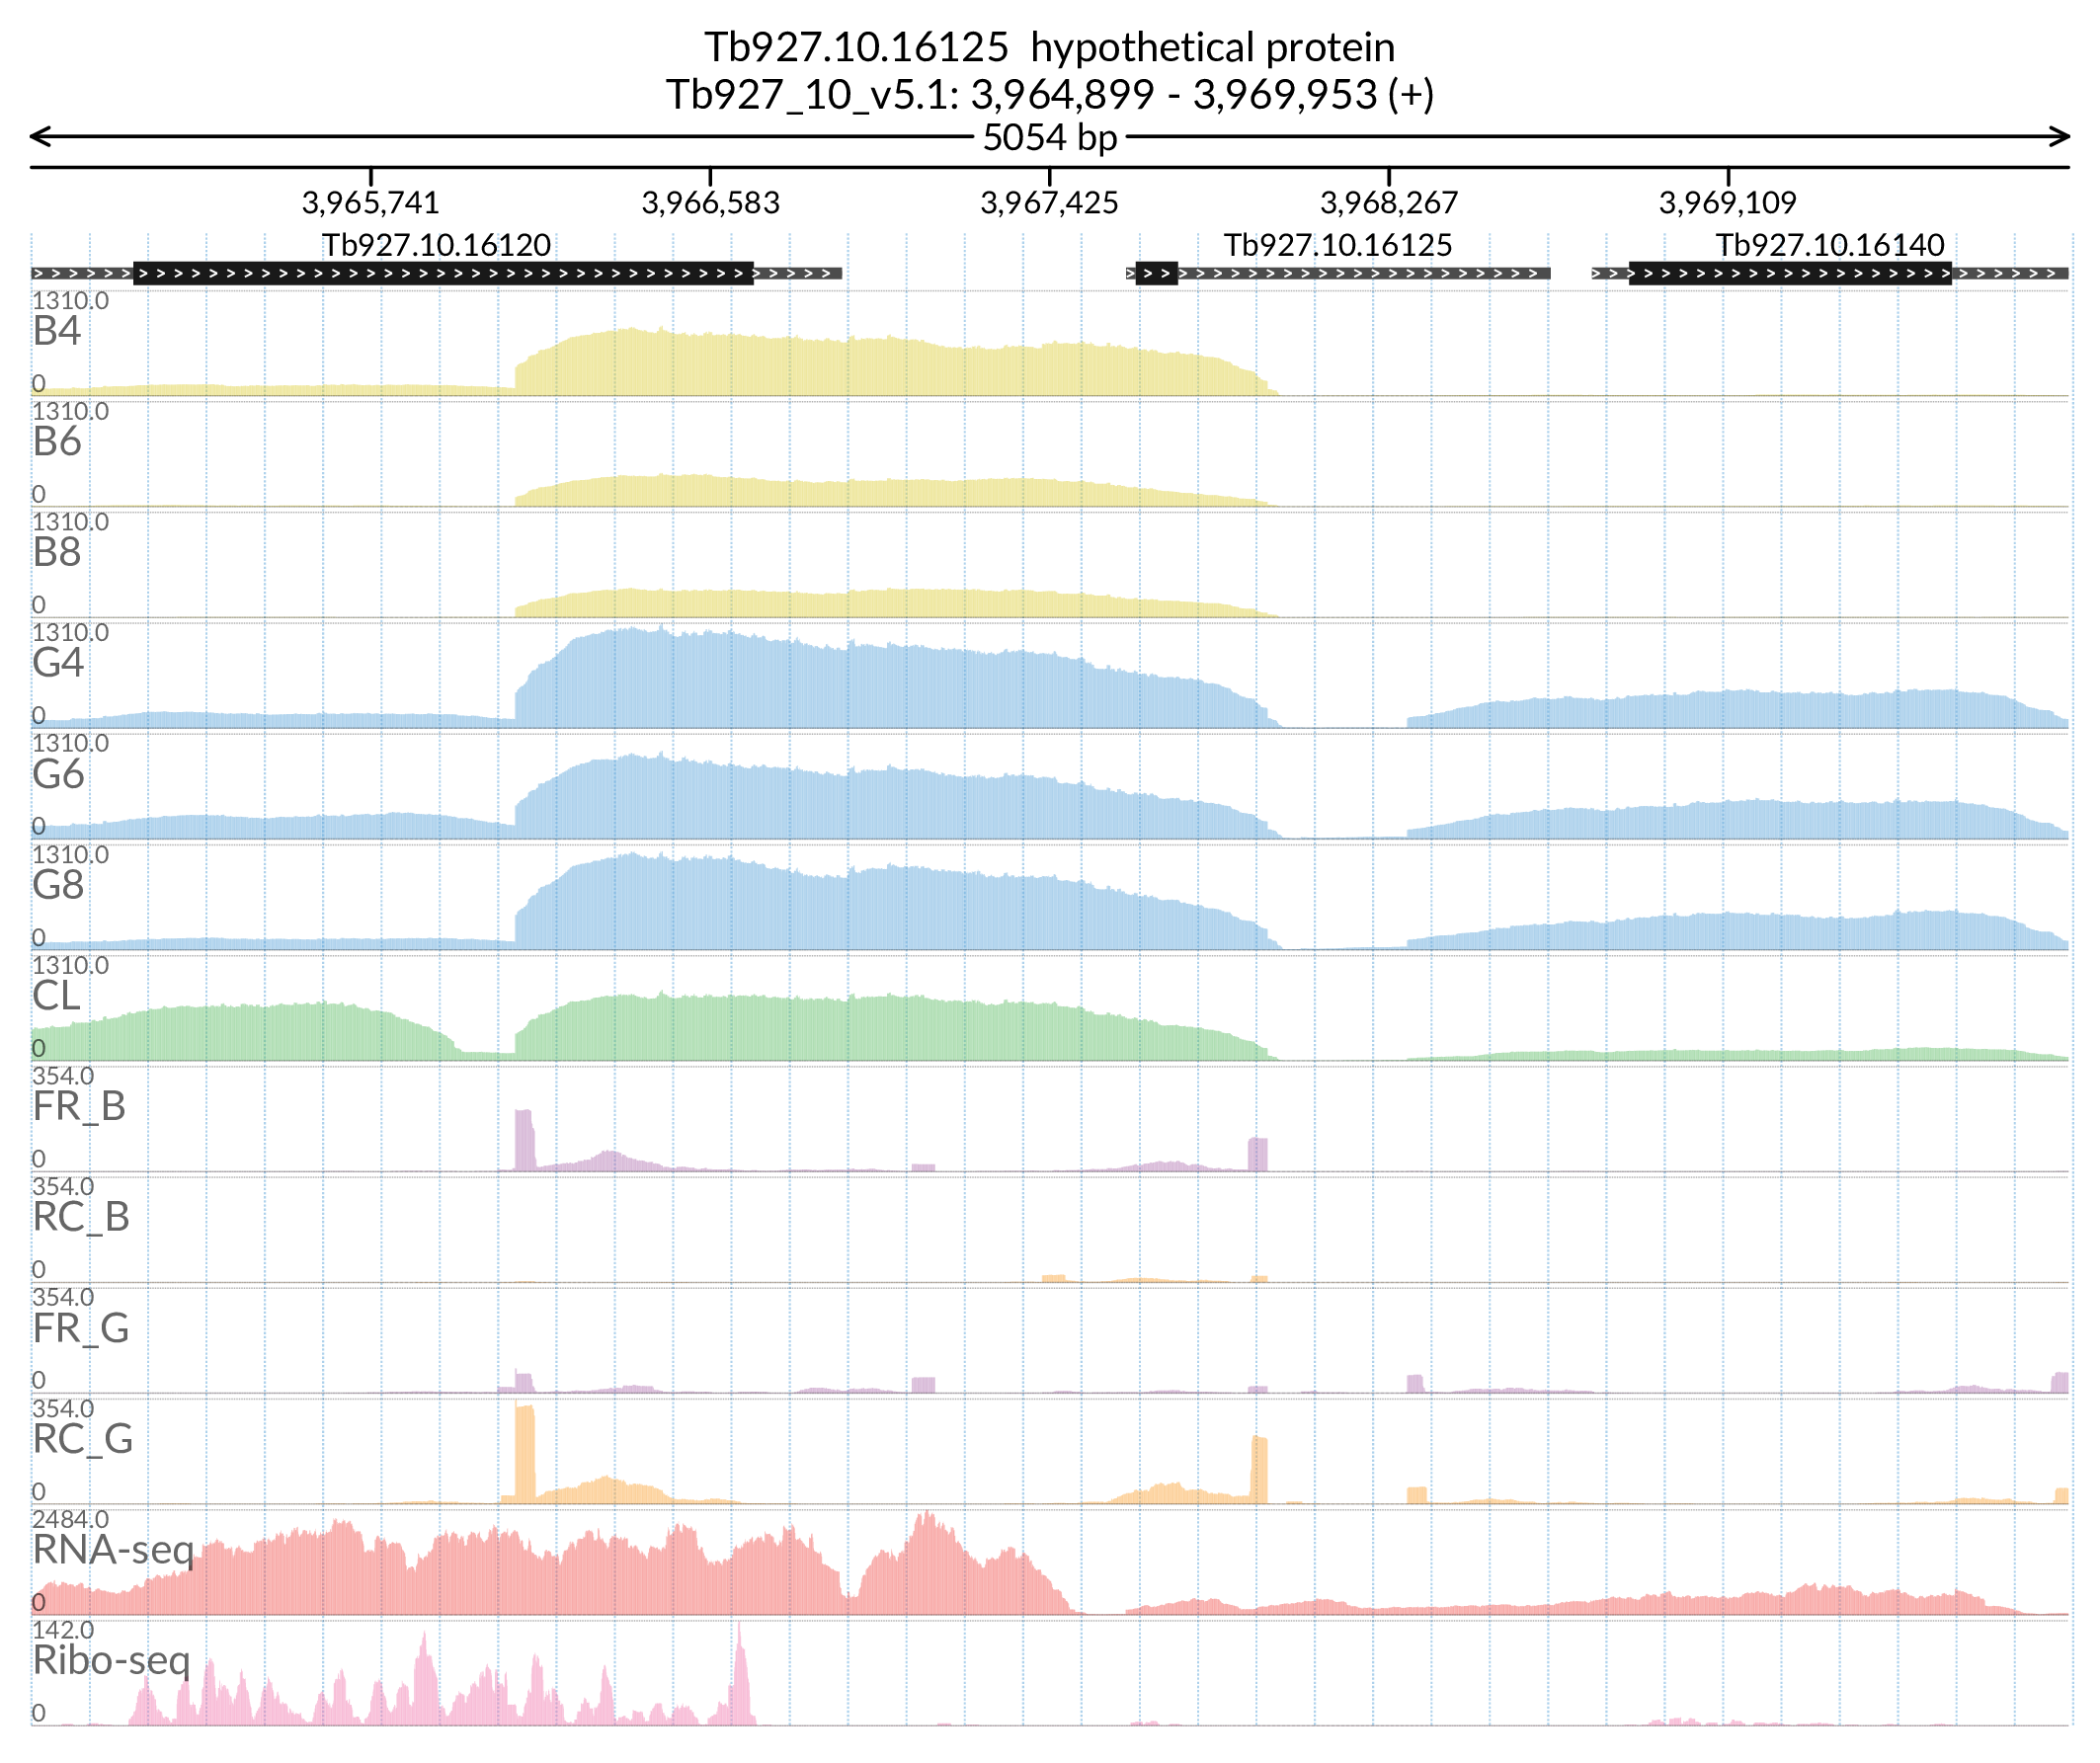 Tb927.10.16125 hypothetical protein
Tb927_10_v5.1: 3,964,899 - 3,969,953 (+)
5054 bp
3,965,741 3,966,583 3,967,425 3,968,267 3,969,109
Tb927.10.16120 Tb927.10.16125 Tb927.10.16140
1310.0
B4
0
1310.0
B6
0
1310.0
B8
0
1310.0
G4
0
1310.0
G6
0
1310.0
G8
0
1310.0
CL
0
354.0
FR_B
0
354.0
RC_B
0
354.0
FR_G
0
354.0
RC_G
0
2484.0
RNA-seq
0
142.0
Ribo-seq
0